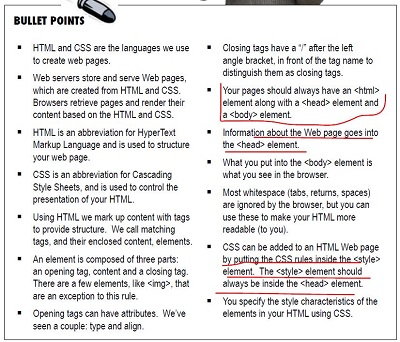 BULLET POINTS
HTML and CSS are the languages we use
to create web pages.
Web servers store and serve Web pages,
which are created from HTML and CSS.
Browsers retrieve pages and render their
content based on the HTML and CSS.
HTML is an abbreviation for HyperText
Markup Language and is used to structure
your web page.
CSS is an abbreviation for Cascading
Style Sheets, and is used to control the
presentation of your HTML.
Using HTML we mark up content with tags
to provide structure.  We call matching
tags, and their enclosed content, elements.
An element is composed of three parts:
an opening tag, content and a closing tag.
There are a few elements, like <img>, that
are an exception to this rule.
Opening tags can have attributes.  We've
seen a couple: type and align.
Closing tags have a “/” after the left
angle bracket, in front of the tag name to
distinguish them as closing tags.
Your pages should always have an <html>
element along with a <head> element and
a <body> element.
Information about the Web page goes into
the <head> element.
What you put into the <body> element is
what you see in the browser.
Most whitespace (tabs, returns, spaces)
are ignored by the browser, but you can
use these to make your HTML more
readable (to you).
CSS can be added to an HTML Web page
by putting the CSS rules inside the <style>
element.  The <style> element should
always be inside the <head> element.
You specify the style characteristics of the
elements in your HTML using CSS.